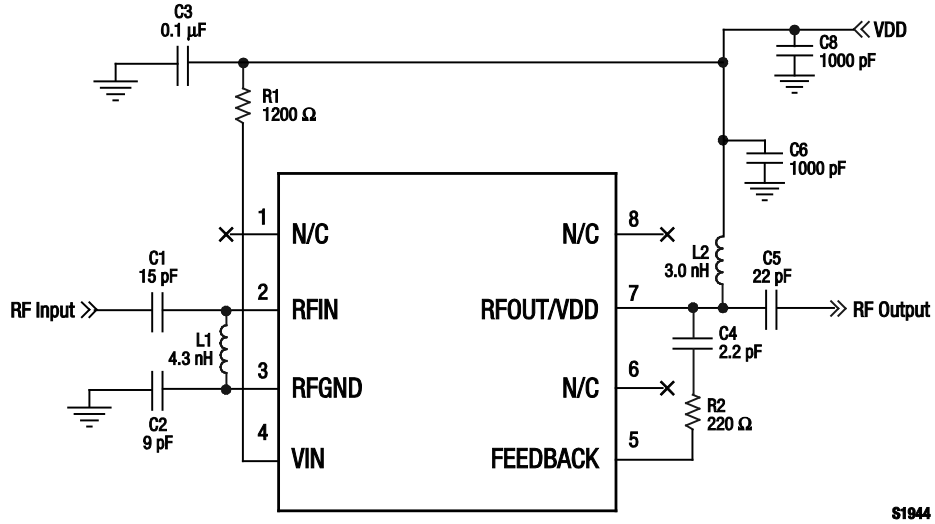 C3
0.1 μF
VDD
C8
1000 pF
R1
1200 Ω
C6
1000 pF
1
N/C
8
N/C
L2
3.0 nH
C5
22 pF
C1
15 pF
RF Input
2
RFIN
7
RFOUT/VDD
RF Output
L1
4.3 nH
C4
2.2 pF
3
RFGND
6
N/C
C2
9 pF
R2
220 Ω
4
VIN
5
FEEDBACK
S1944